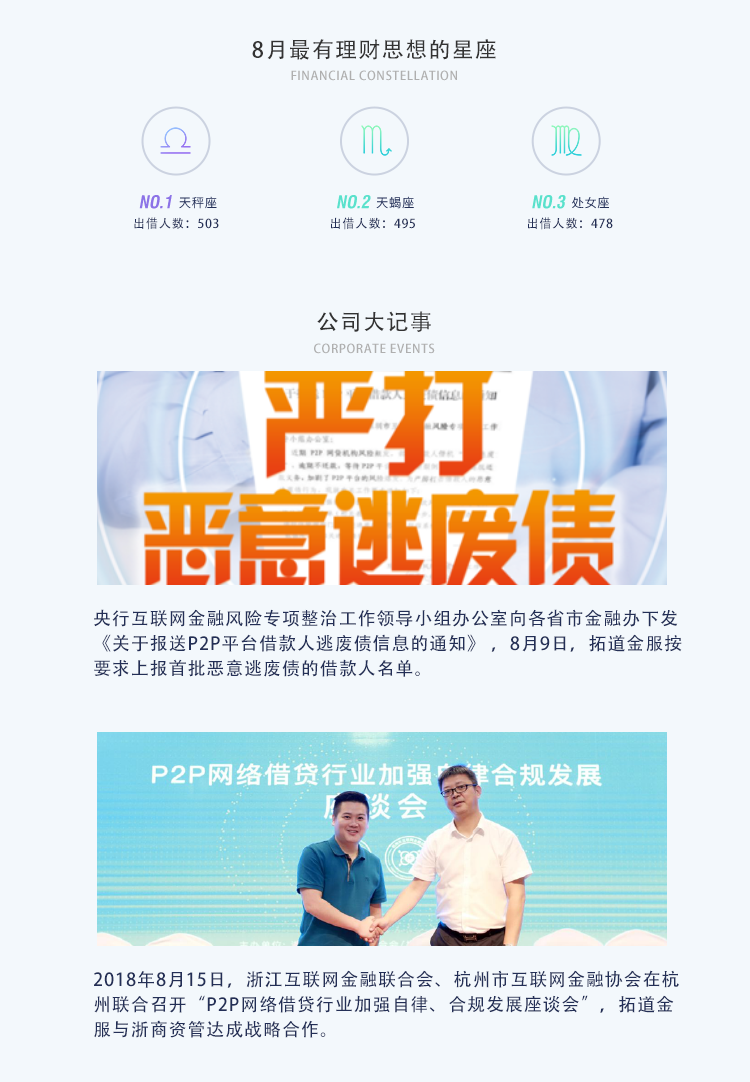 8月最有理财思想的星座
FINANCIAL CONSTELLATION
NO.1 天秤座
出借人数：503
NO.2 天蝎座
出借人数：495
NO.3 处女座
出借人数：478
公司大记事
CORPORATE EVENTS
严打
恶意逃废债
央行互联网金融风险专项整治工作领导小组办公室向各省市金融办下发
《关于报送P2P平台借款人逃废债信息的通知》，8月9日，拓道金服按
要求上报首批恶意逃废债的借款人名单。
P2P网络借贷行业加强自律合规发展
座谈会
2018年8月15日，浙江互联网金融联合会、杭州市互联网金融协会在杭
州联合召开“P2P网络借贷行业加强自律、合规发展座谈会”，拓道金
服与浙商资管达成战略合作。